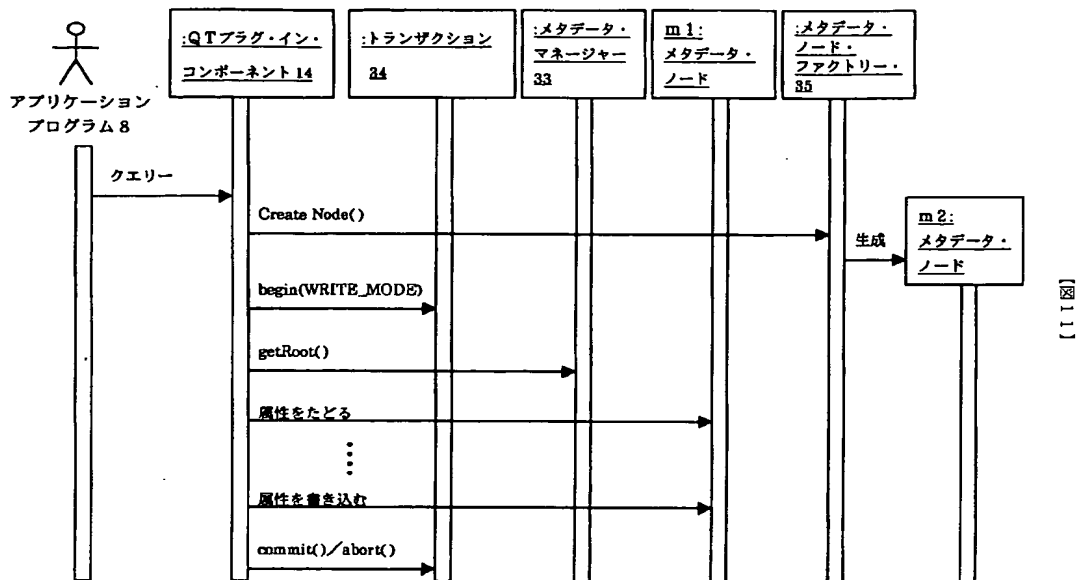 アプリケーション
プログラム8
:QTプラグ・イン・
コンポーネント14
:トランザクション
34
:メタデータ・
マネージャー
33
m1:
メタデータ・
ノード
:メタデータ・
ノード・
ファクトリー・
35
クエリー
Create Node()
生成
m2:
メタデータ・
ノード
begin(WRITE_MODE)
getRoot()
属性をたどる
属性を書き込む
commit()/abort()
【図11】